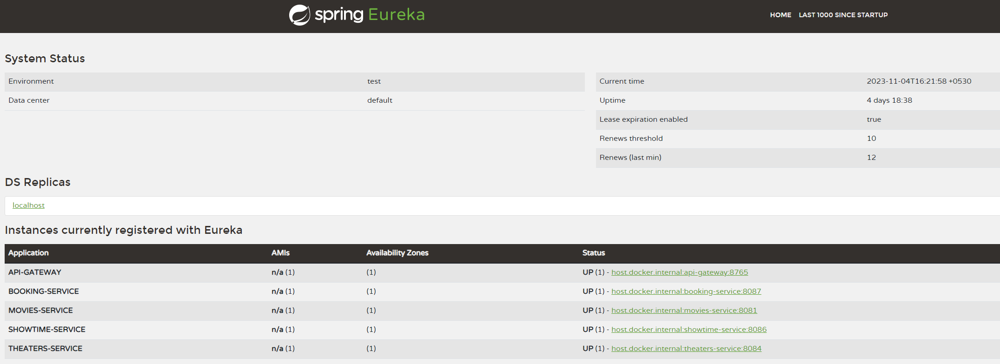 spring Eureka
HOME LAST 1000 SINCE STARTUP
System Status
Environment test
Data center default
Current time 2023-11-04T16:21:58 +0530
Uptime 4 days 18:38
Lease expiration enabled true
Renews threshold 10
Renews (last min) 12
DS Replicas
localhost
Instances currently registered with Eureka
Application AMIs Availability Zones Status
API-GATEWAY n/a (1) (1) UP (1) - host.docker.internal:api-gateway:8765
BOOKING-SERVICE n/a (1) (1) UP (1) - host.docker.internal:booking-service:8087
MOVIES-SERVICE n/a (1) (1) UP (1) - host.docker.internal:movies-service:8081
SHOWTIME-SERVICE n/a (1) (1) UP (1) - host.docker.internal:showtime-service:8086
THEATERS-SERVICE n/a (1) (1) UP (1) - host.docker.internal:theaters-service:8084